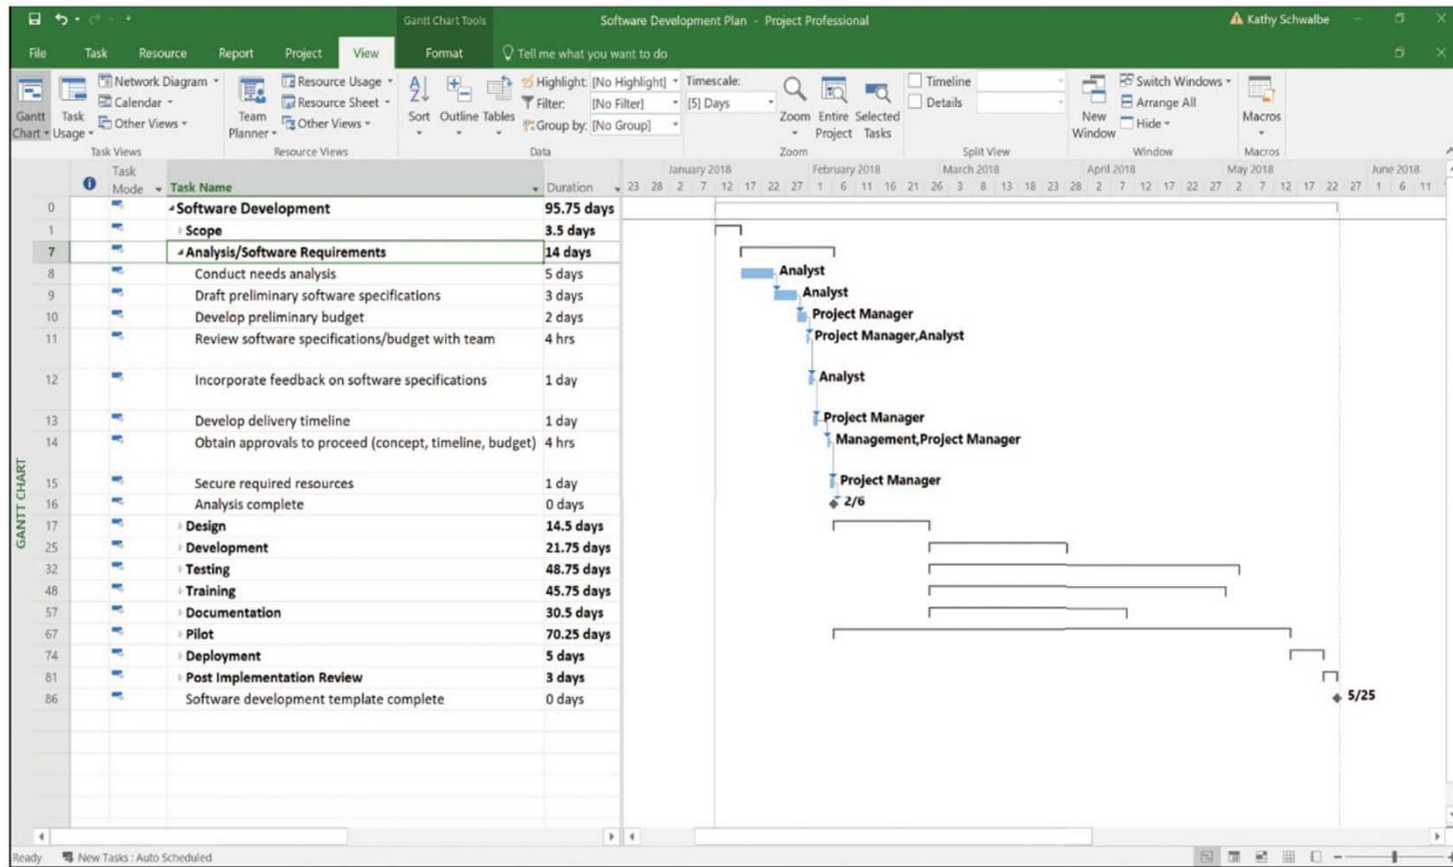 Gantt Chart Tools Software Development Plan - Project Professional Kathy Schwalbe
File Task Resource Report Project View Format Tell me what you want to do
Network Diagram Resource Usage Highlight: [No Highlight] Timescale: Timeline Switch Windows
Calendar Resource Sheet Filter: [No Filter] [5] Days Details Arrange All
Gantt Chart Task Usage Other Views Team Planner Other Views Sort Outline Tables Group by: [No Group] Zoom Entire Project Selected Tasks New Window Hide Macros
Task Views Resource Views Data Zoom Split View Window Macros
January 2018 February 2018 March 2018 April 2018 May 2018 June 2018
Task Mode Task Name Duration 23 28 2 7 12 17 22 27 1 6 11 16 21 26 3 8 13 18 23 28 2 7 12 17 22 27 2 7 12 17 22 27 1 6 11
0 Software Development 95.75 days
1 Scope 3.5 days
7 Analysis/Software Requirements 14 days
8 Conduct needs analysis 5 days Analyst
9 Draft preliminary software specifications 3 days Analyst
10 Develop preliminary budget 2 days Project Manager
11 Review software specifications/budget with team 4 hrs Project Manager,Analyst
12 Incorporate feedback on software specifications 1 day Analyst
13 Develop delivery timeline 1 day Project Manager
14 Obtain approvals to proceed (concept, timeline, budget) 4 hrs Management,Project Manager
15 Secure required resources 1 day Project Manager
16 Analysis complete 0 days 2/6
17 Design 14.5 days
25 Development 21.75 days
32 Testing 48.75 days
48 Training 45.75 days
57 Documentation 30.5 days
67 Pilot 70.25 days
74 Deployment 5 days
81 Post Implementation Review 3 days
86 Software development template complete 0 days 5/25
GANTT CHART
Ready New Tasks : Auto Scheduled